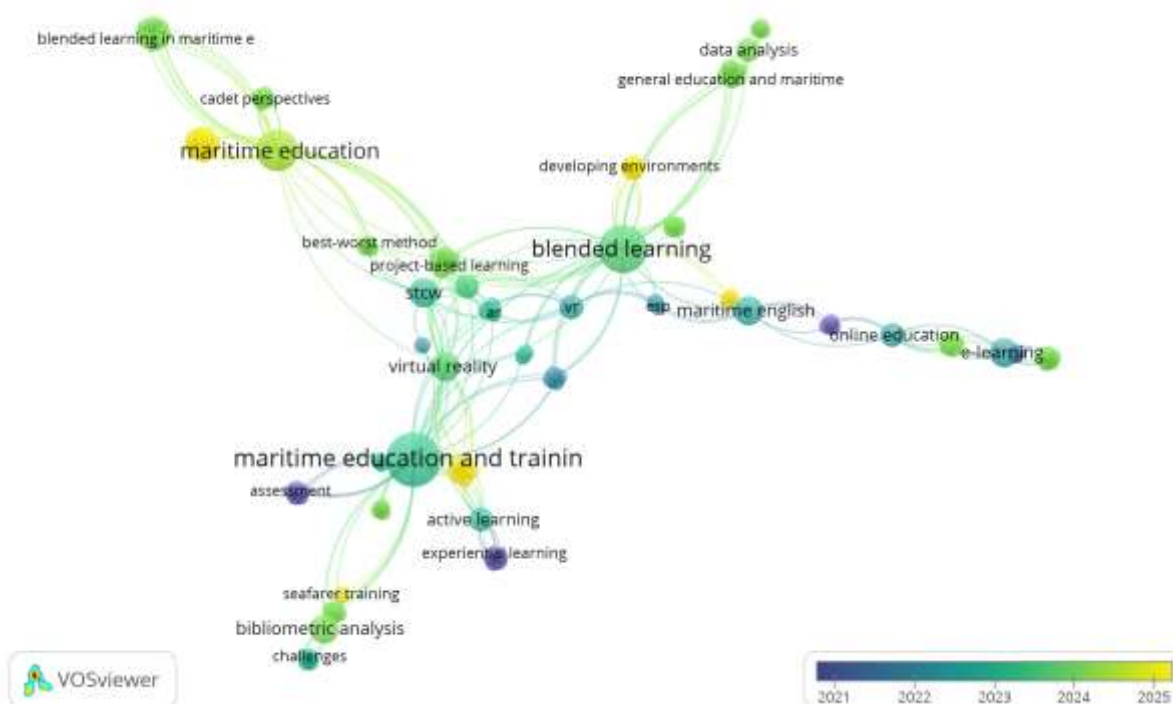 blended learning in maritime e
data analysis
general education and maritime
cadet perspectives
maritime education
developing environments
best-worst method
blended learning
project-based learning
stcw
ar
vr
esp
maritime english
online education
e-learning
virtual reality
maritime education and trainin
assessment
active learning
experiential learning
seafarer training
bibliometric analysis
challenges
VOSviewer
2021 2022 2023 2024 2025